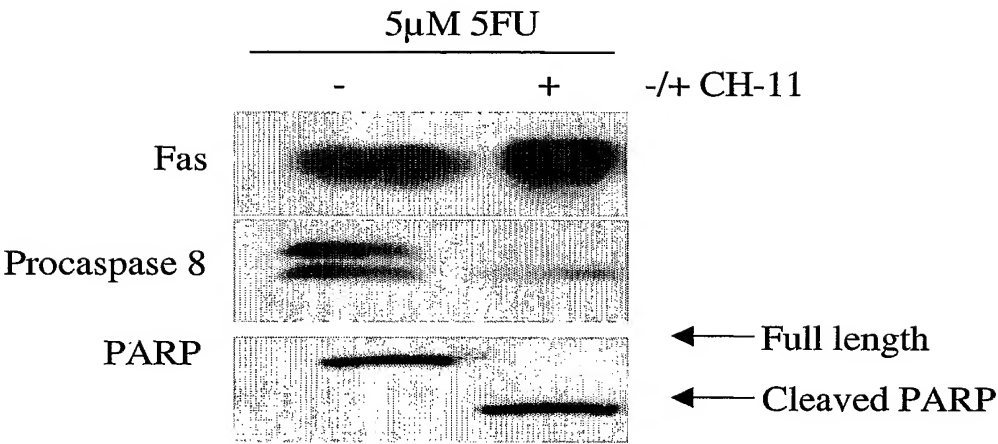 5µM 5FU
- + -/+ CH-11
Fas
Procaspase 8
PARP
Full length
Cleaved PARP